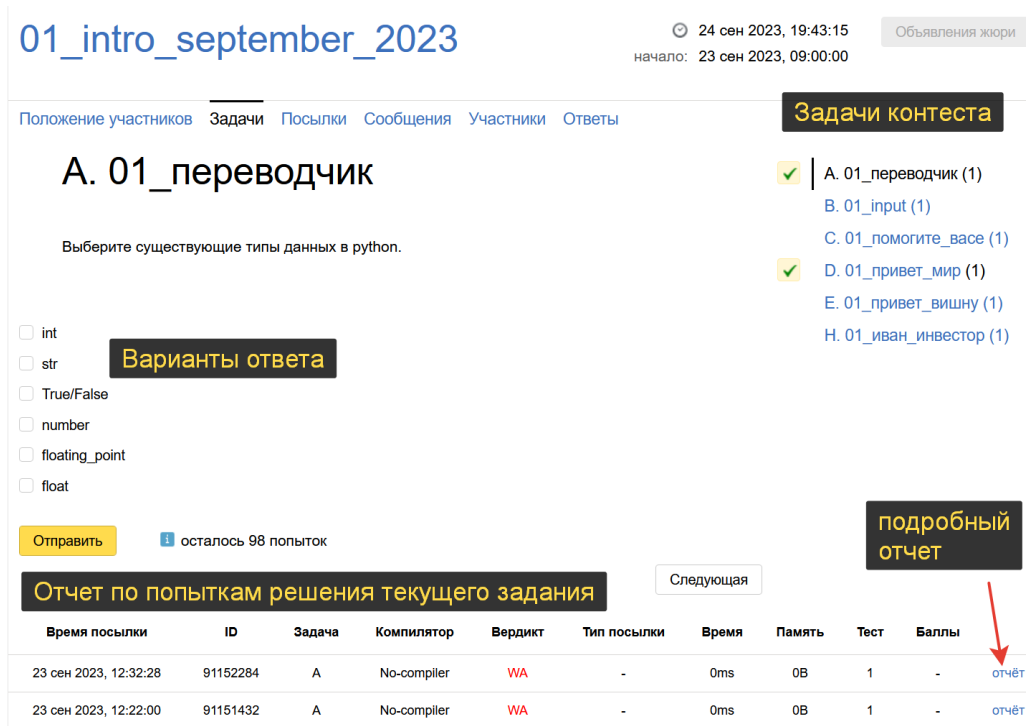 01_intro_september_2023
24 сен 2023, 19:43:15
Объявления жюри
начало: 23 сен 2023, 09:00:00
Положение участников Задачи Посылки Сообщения Участники Ответы
Задачи контеста
A. 01_переводчик
A. 01_переводчик (1)
B. 01_input (1)
C. 01_помогите_васе (1)
D. 01_привет_мир (1)
E. 01_привет_вишну (1)
H. 01_иван_инвестор (1)
Выберите существующие типы данных в python.
int
str
True/False
number
floating_point
float
Варианты ответа
Отправить
i осталось 98 попыток
подробный
отчет
Следующая
Отчет по попыткам решения текущего задания
Время посылки ID Задача Компилятор Вердикт Тип посылки Время Память Тест Баллы
23 сен 2023, 12:32:28 91152284 A No-compiler WA - 0ms 0B 1 - отчёт
23 сен 2023, 12:22:00 91151432 A No-compiler WA - 0ms 0B 1 - отчёт